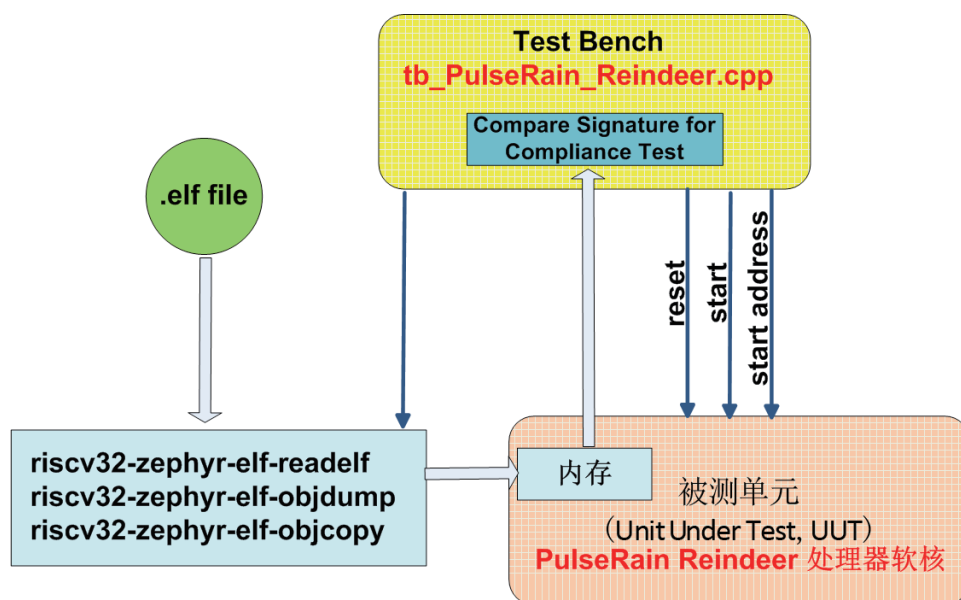 Test Bench
tb_PulseRain_Reindeer.cpp
Compare Signature for
Compliance Test
.elf file
reset
start
start address
riscv32-zephyr-elf-readelf
riscv32-zephyr-elf-objdump
riscv32-zephyr-elf-objcopy
内存
被测单元
(Unit Under Test, UUT)
PulseRain Reindeer 处理器软核